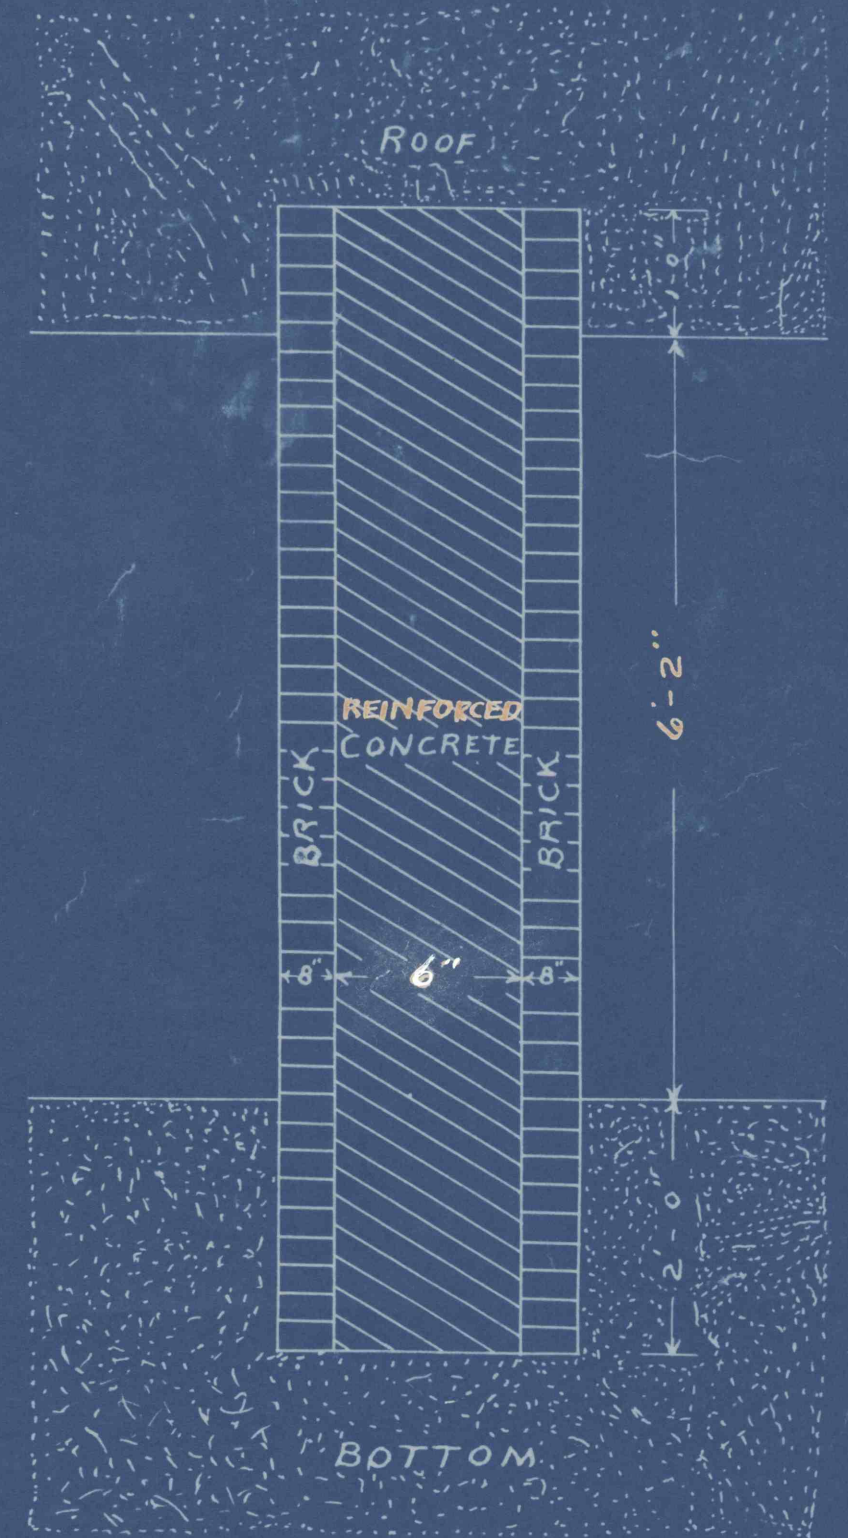 ROOF
1'-0"
6'-2"
REINFORCED
CONCRETE
BRICK
BRICK
8"
6"
8"
2'-0"
BOTTOM